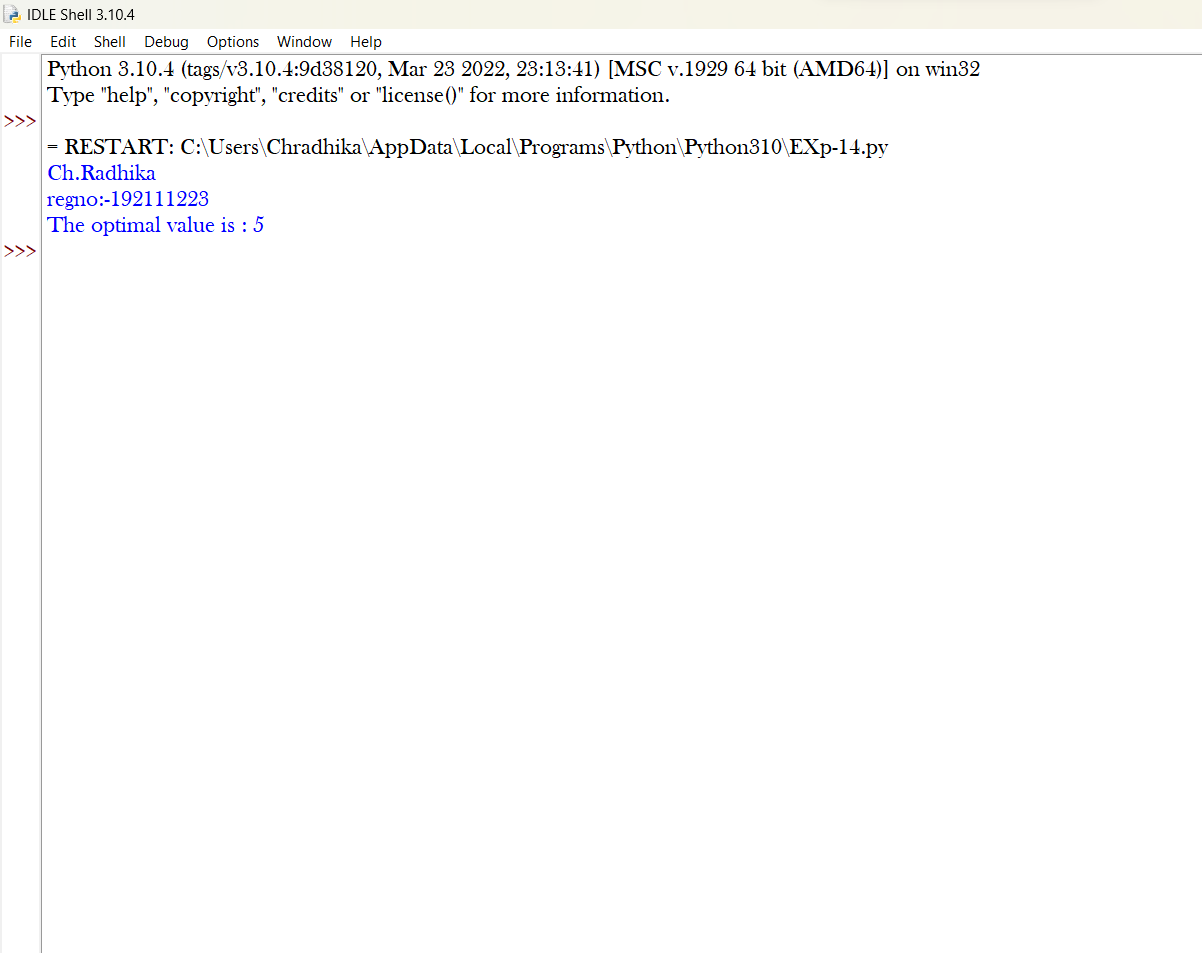 IDLE Shell 3.10.4
File Edit Shell Debug Options Window Help
Python 3.10.4 (tags/v3.10.4:9d38120, Mar 23 2022, 23:13:41) [MSC v.1929 64 bit (AMD64)] on win32
Type "help", "copyright", "credits" or "license()" for more information.
>>>
= RESTART: C:\Users\Chradhika\AppData\Local\Programs\Python\Python310\EXp-14.py
Ch.Radhika
regno:-192111223
The optimal value is : 5
>>>